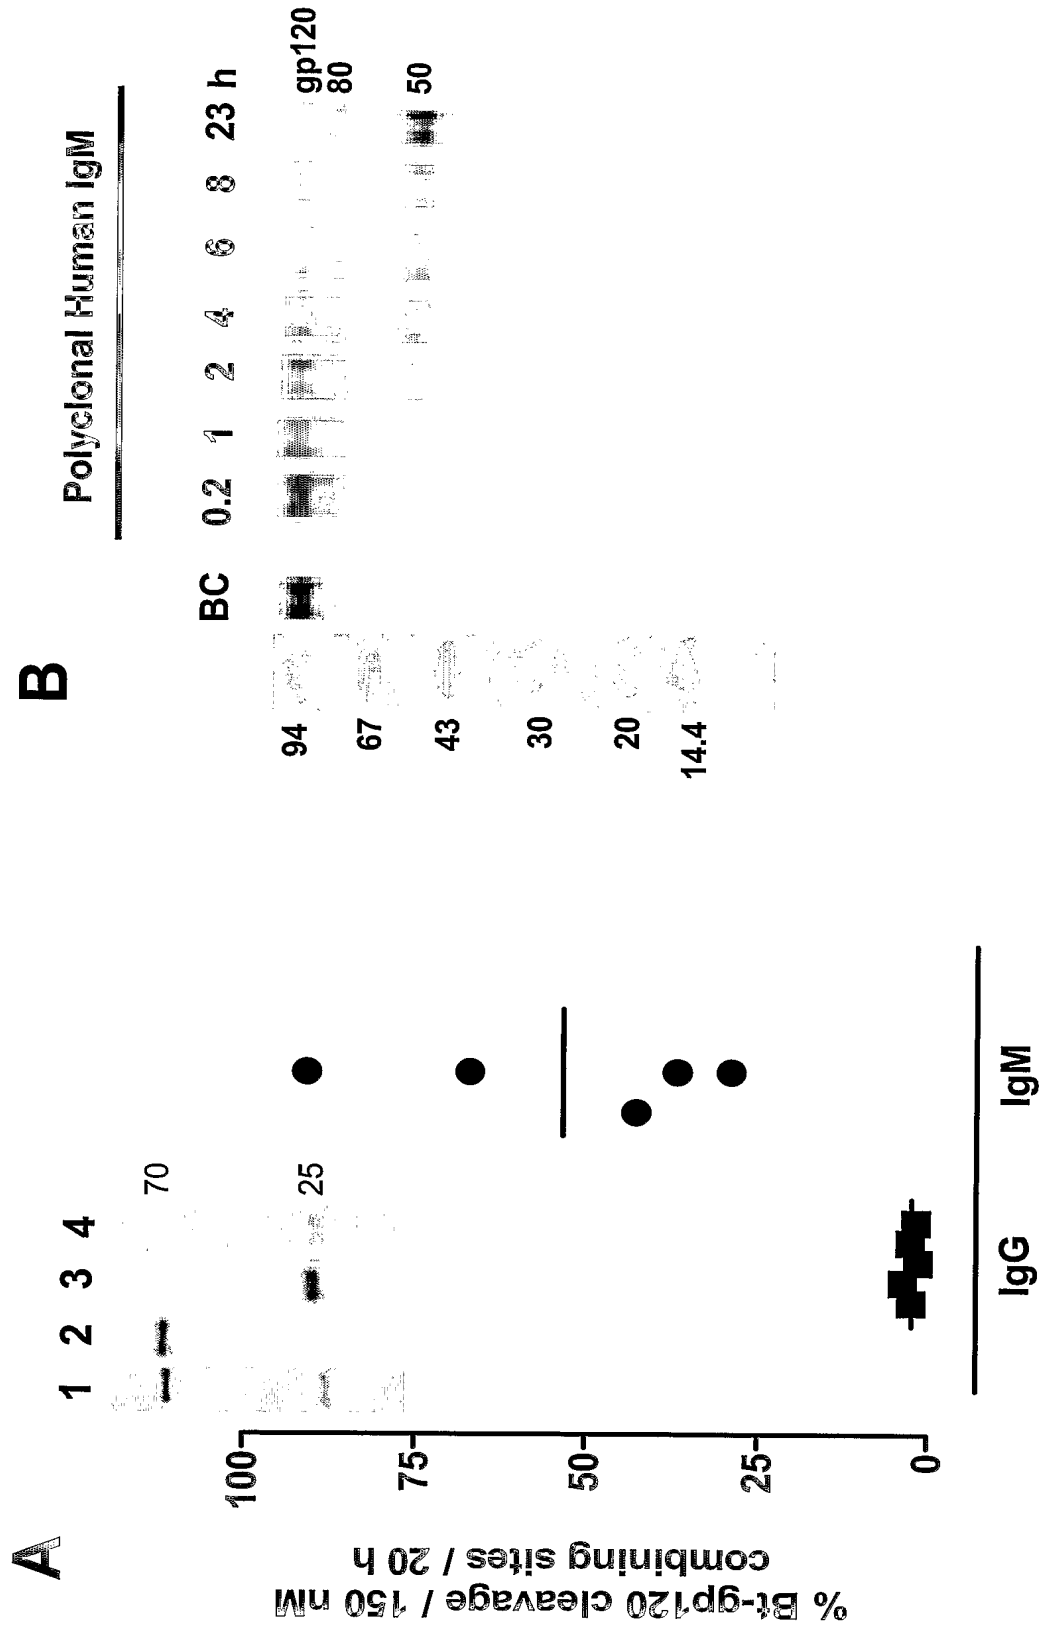 A
% Bt-gp120 cleavage / 150 nM
combining sites / 20 h
100
75
50
25
0
1 2 3 4
70
25
IgG IgM
B
Polyclonal Human IgM
BC 0.2 1 2 4 6 8 23 h
94
67
43
30
20
14.4
gp120
80
50